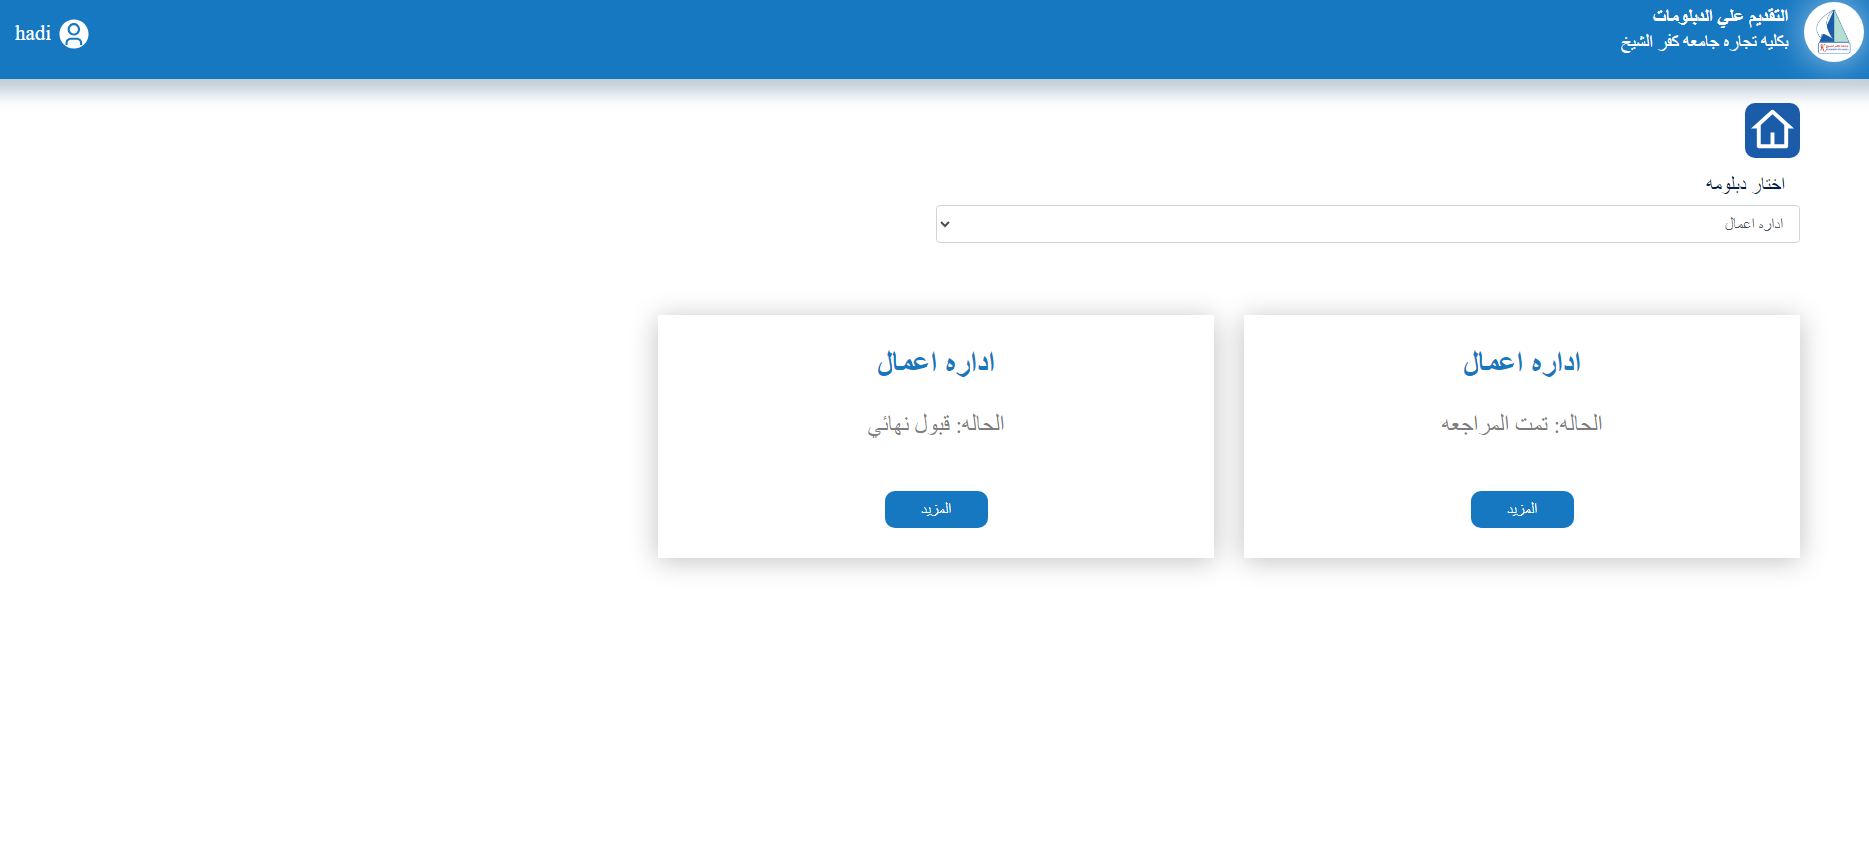 التقديم علي الدبلومات
بكليه تجاره جامعه كفر الشيخ
hadi
اختار دبلومه
اداره اعمال
اداره اعمال
الحاله: تمت المراجعه
المزيد
اداره اعمال
الحاله: قبول نهائي
المزيد